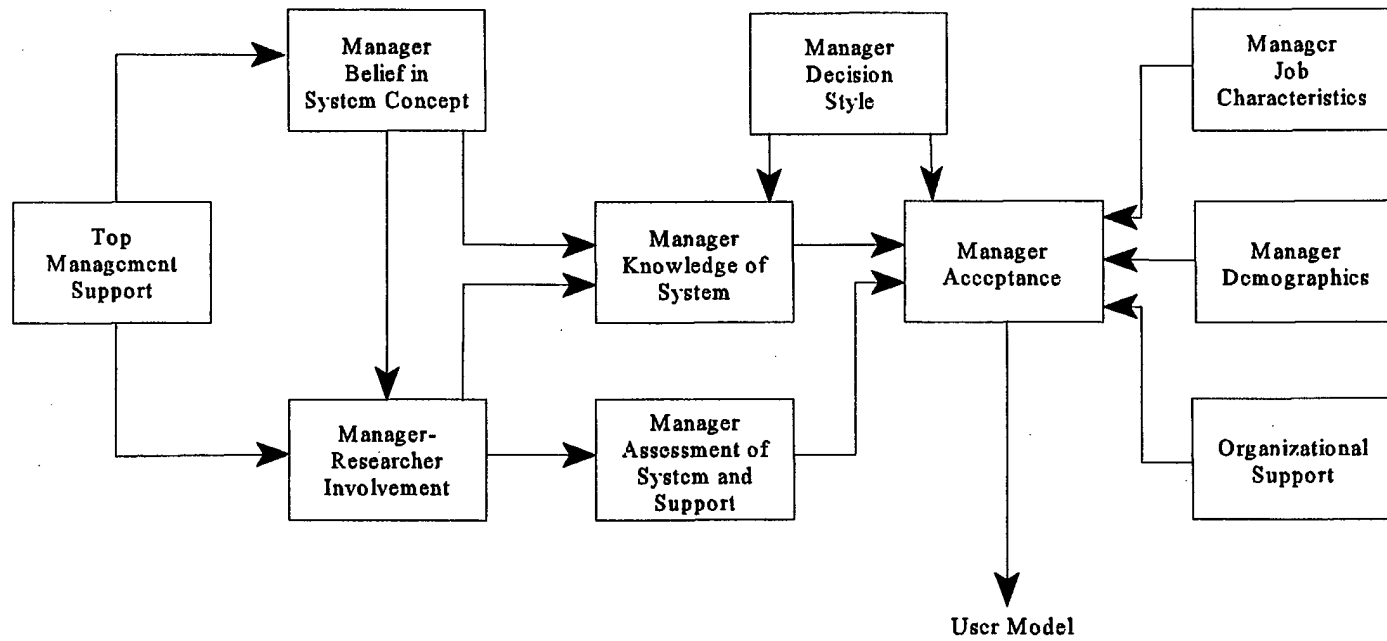 Manager
Belief in
System Concept
Manager
Decision
Style
Manager
Job
Characteristics
Top
Management
Support
Manager
Knowledge of
System
Manager
Acceptance
Manager
Demographics
Manager-
Researcher
Involvement
Manager
Assessment of
System and
Support
Organizational
Support
User Model